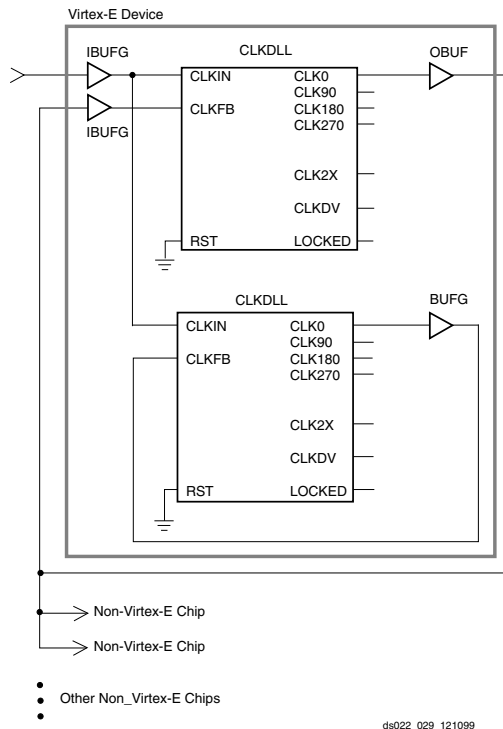 Virtex-E Device
IBUFG
CLKDLL
OBUF
CLKIN
CLK0
CLK90
CLKFB
CLK180
CLK270
IBUFG
CLK2X
CLKDV
RST
LOCKED
CLKDLL
BUFG
CLKIN
CLK0
CLK90
CLKFB
CLK180
CLK270
CLK2X
CLKDV
RST
LOCKED
Non-Virtex-E Chip
Non-Virtex-E Chip
Other Non_Virtex-E Chips
ds022_029_121099